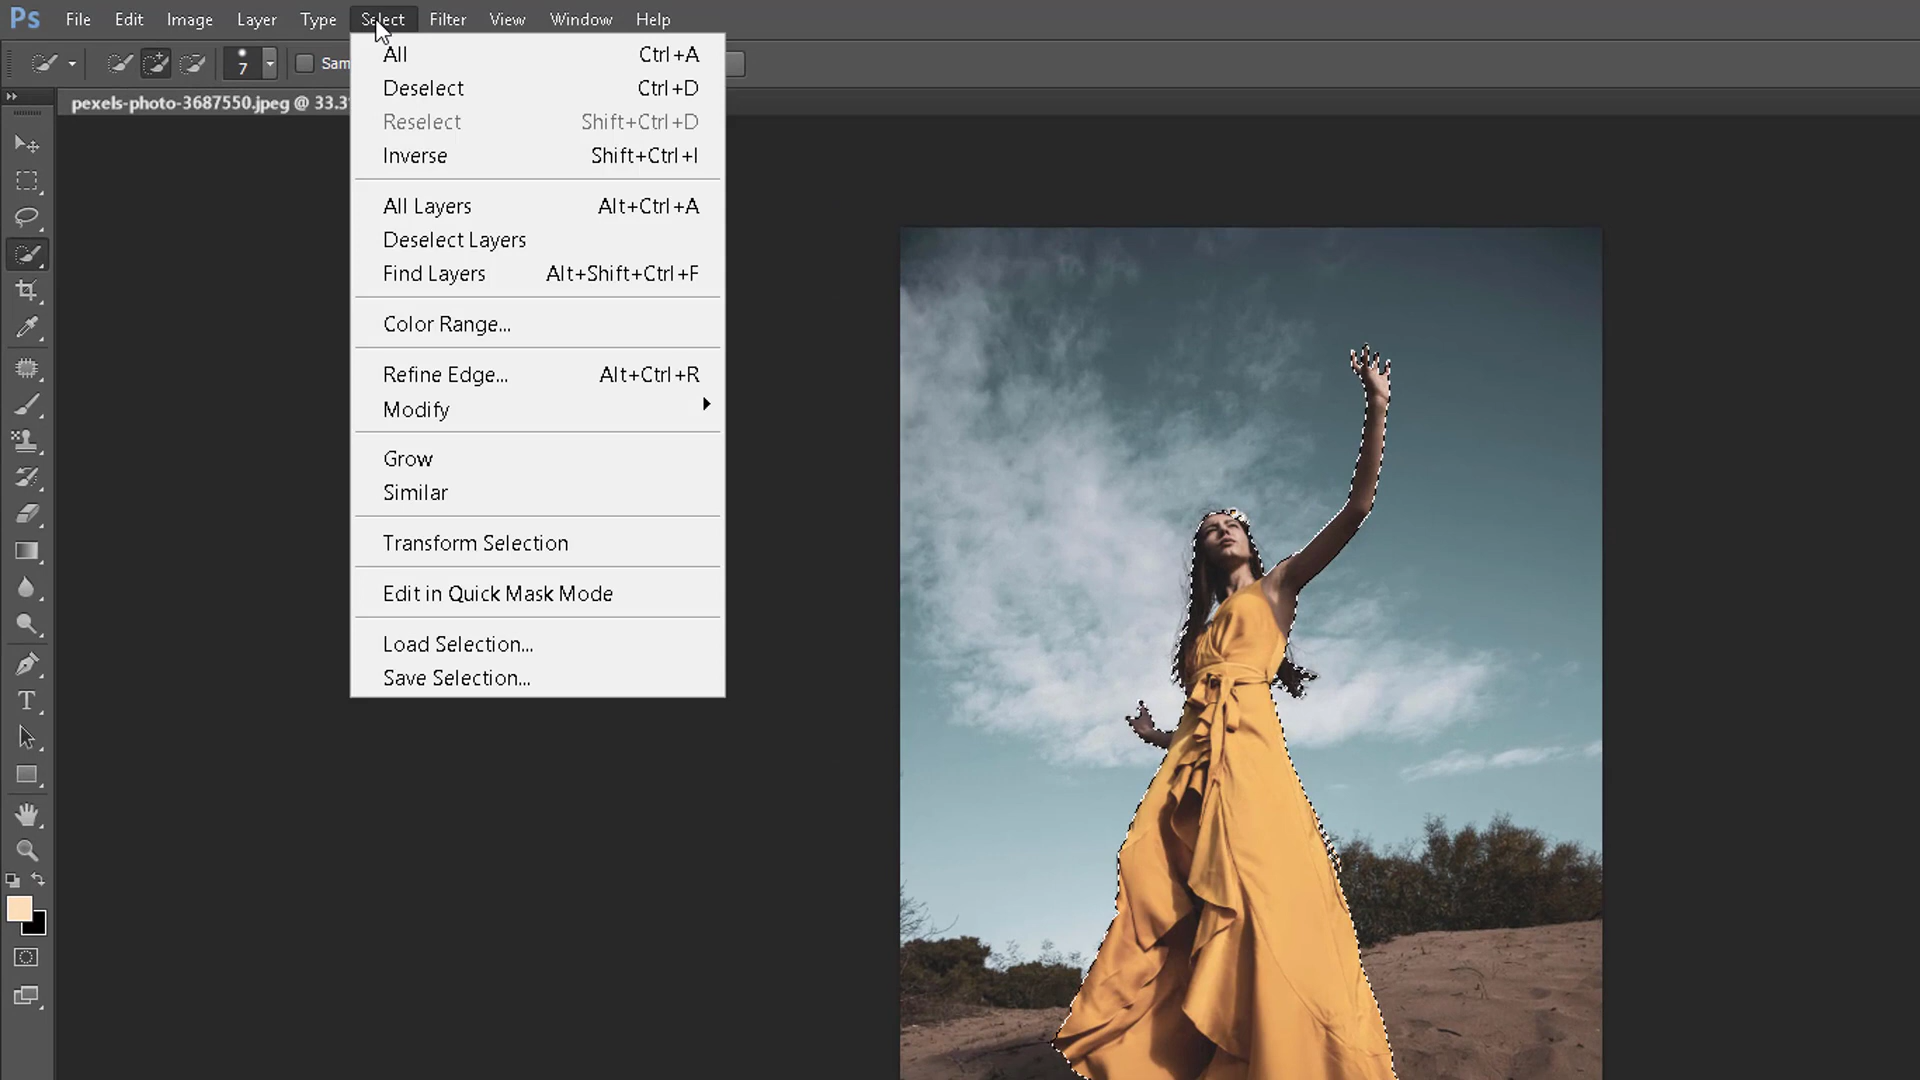 Ps File Edit Image Layer Type Select Filter View Window Help
7 Sam
pexels-photo-3687550.jpeg @ 33.3
All Ctrl+A
Deselect Ctrl+D
Reselect Shift+Ctrl+D
Inverse Shift+Ctrl+I
All Layers Alt+Ctrl+A
Deselect Layers
Find Layers Alt+Shift+Ctrl+F
Color Range...
Refine Edge... Alt+Ctrl+R
Modify
Grow
Similar
Transform Selection
Edit in Quick Mask Mode
Load Selection...
Save Selection...